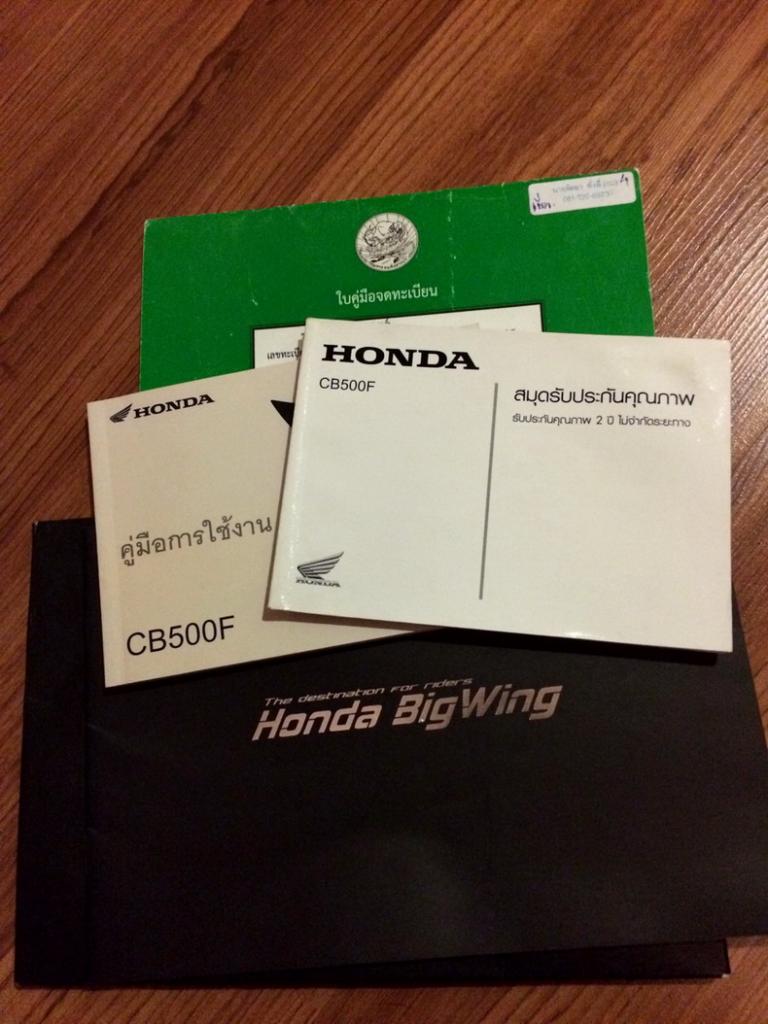 ใบคู่มือจดทะเบียน
HONDA
CB500F
สมุดรับประกันคุณภาพ
รับประกันคุณภาพ 2 ปี ไม่จำกัดระยะทาง
HONDA
HONDA
คู่มือการใช้งาน
CB500F
The destination for riders
Honda BigWing